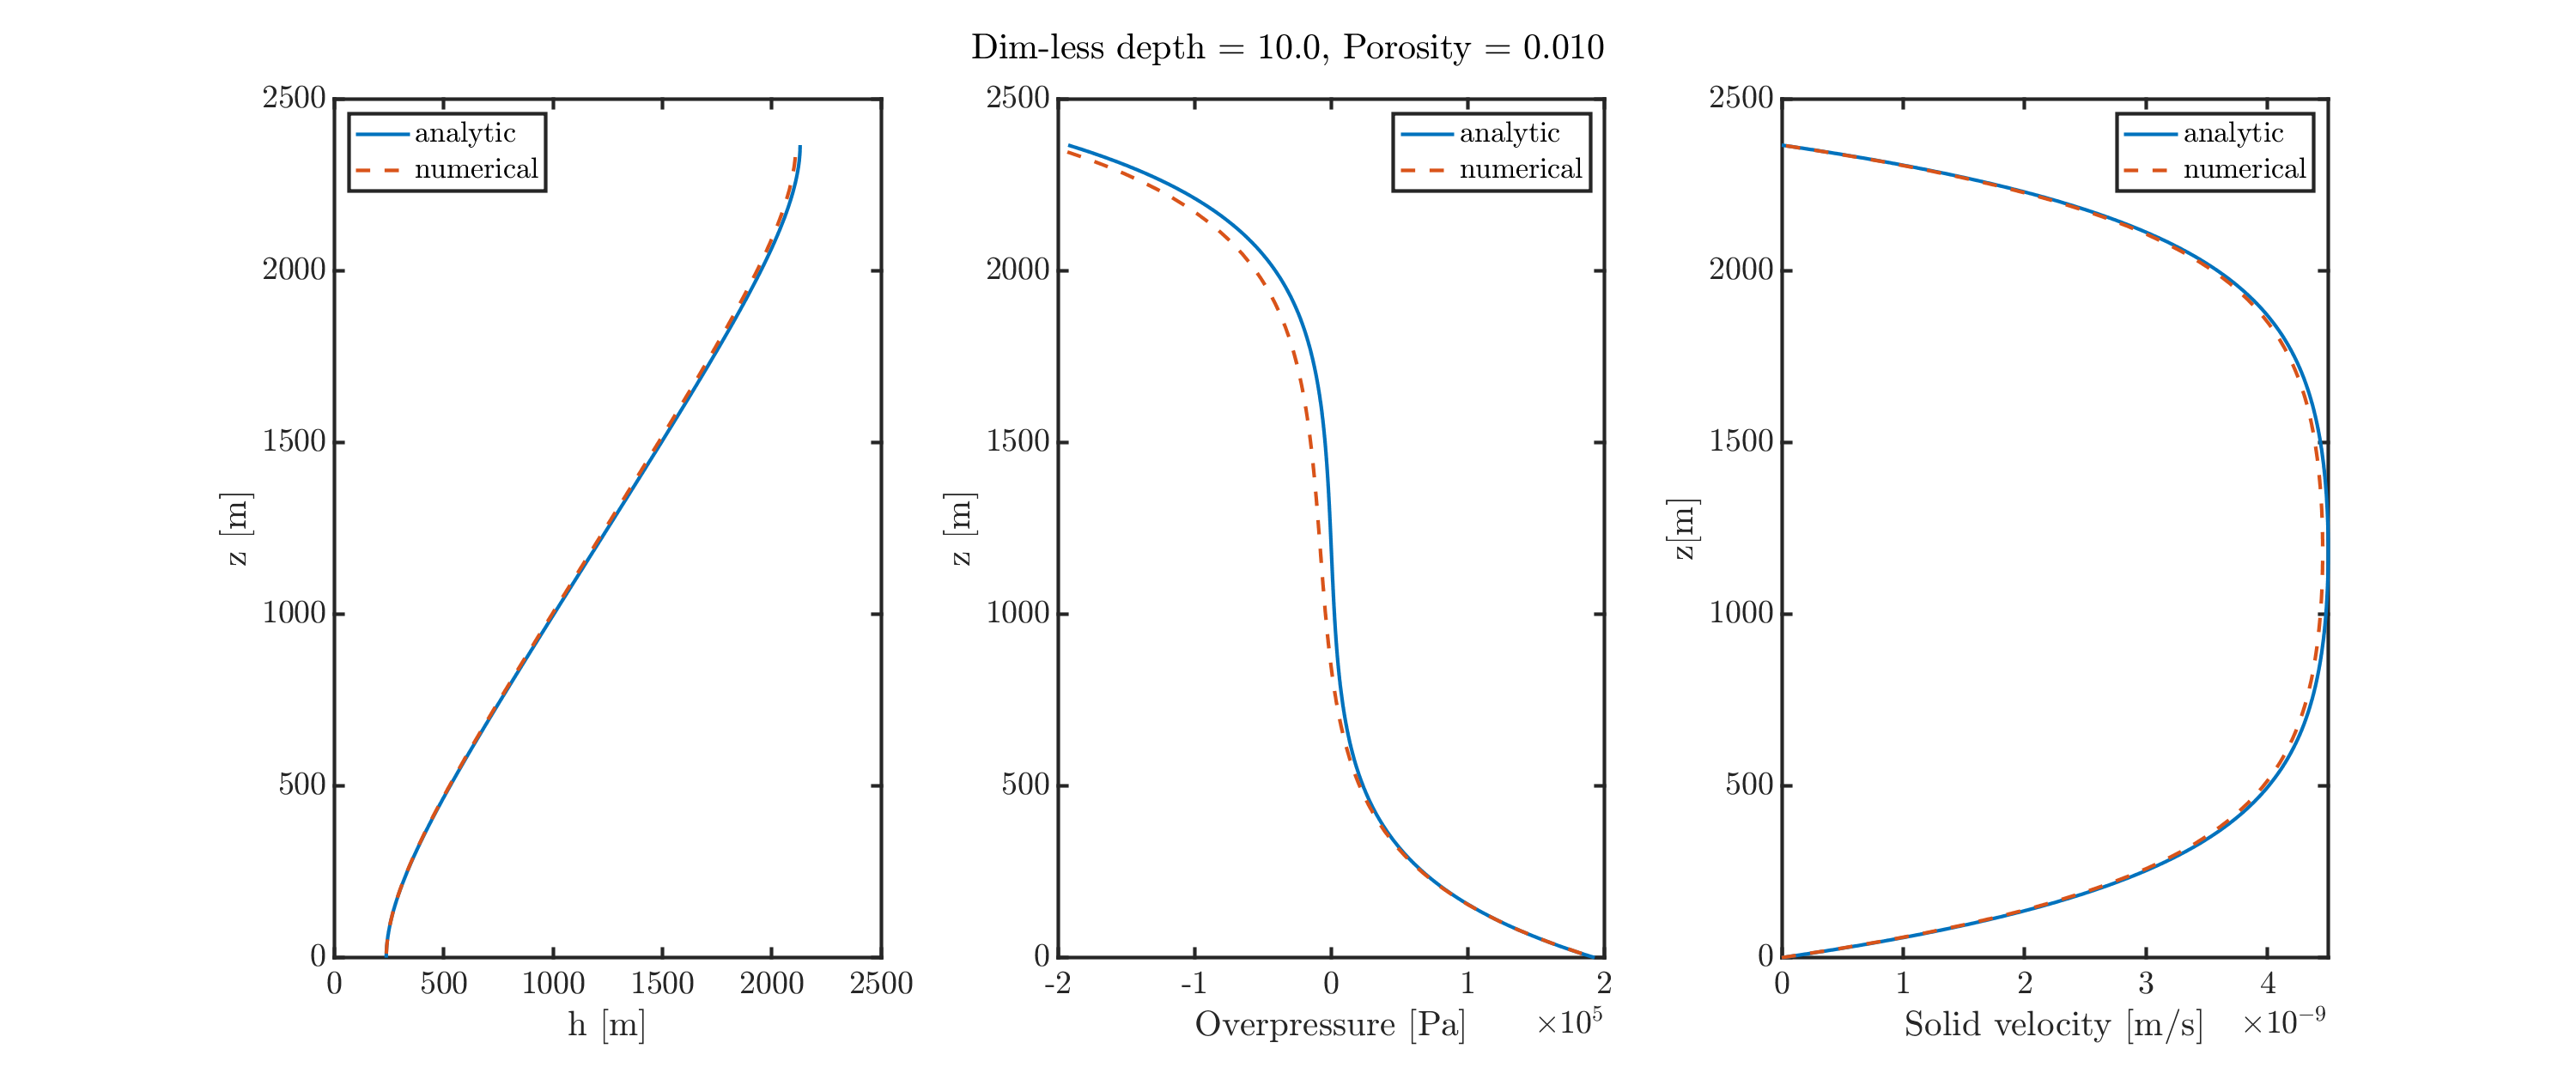 Dim-less depth = 10.0, Porosity = 0.010
2500
2000
1500
1000
500
0
z [m]
analytic
numerical
0 500 1000 1500 2000 2500
h [m]
2500
2000
1500
1000
500
0
z [m]
analytic
numerical
-2 -1 0 1 2
Overpressure [Pa] ×10⁵
2500
2000
1500
1000
500
0
z[m]
analytic
numerical
0 1 2 3 4
Solid velocity [m/s] ×10⁻⁹